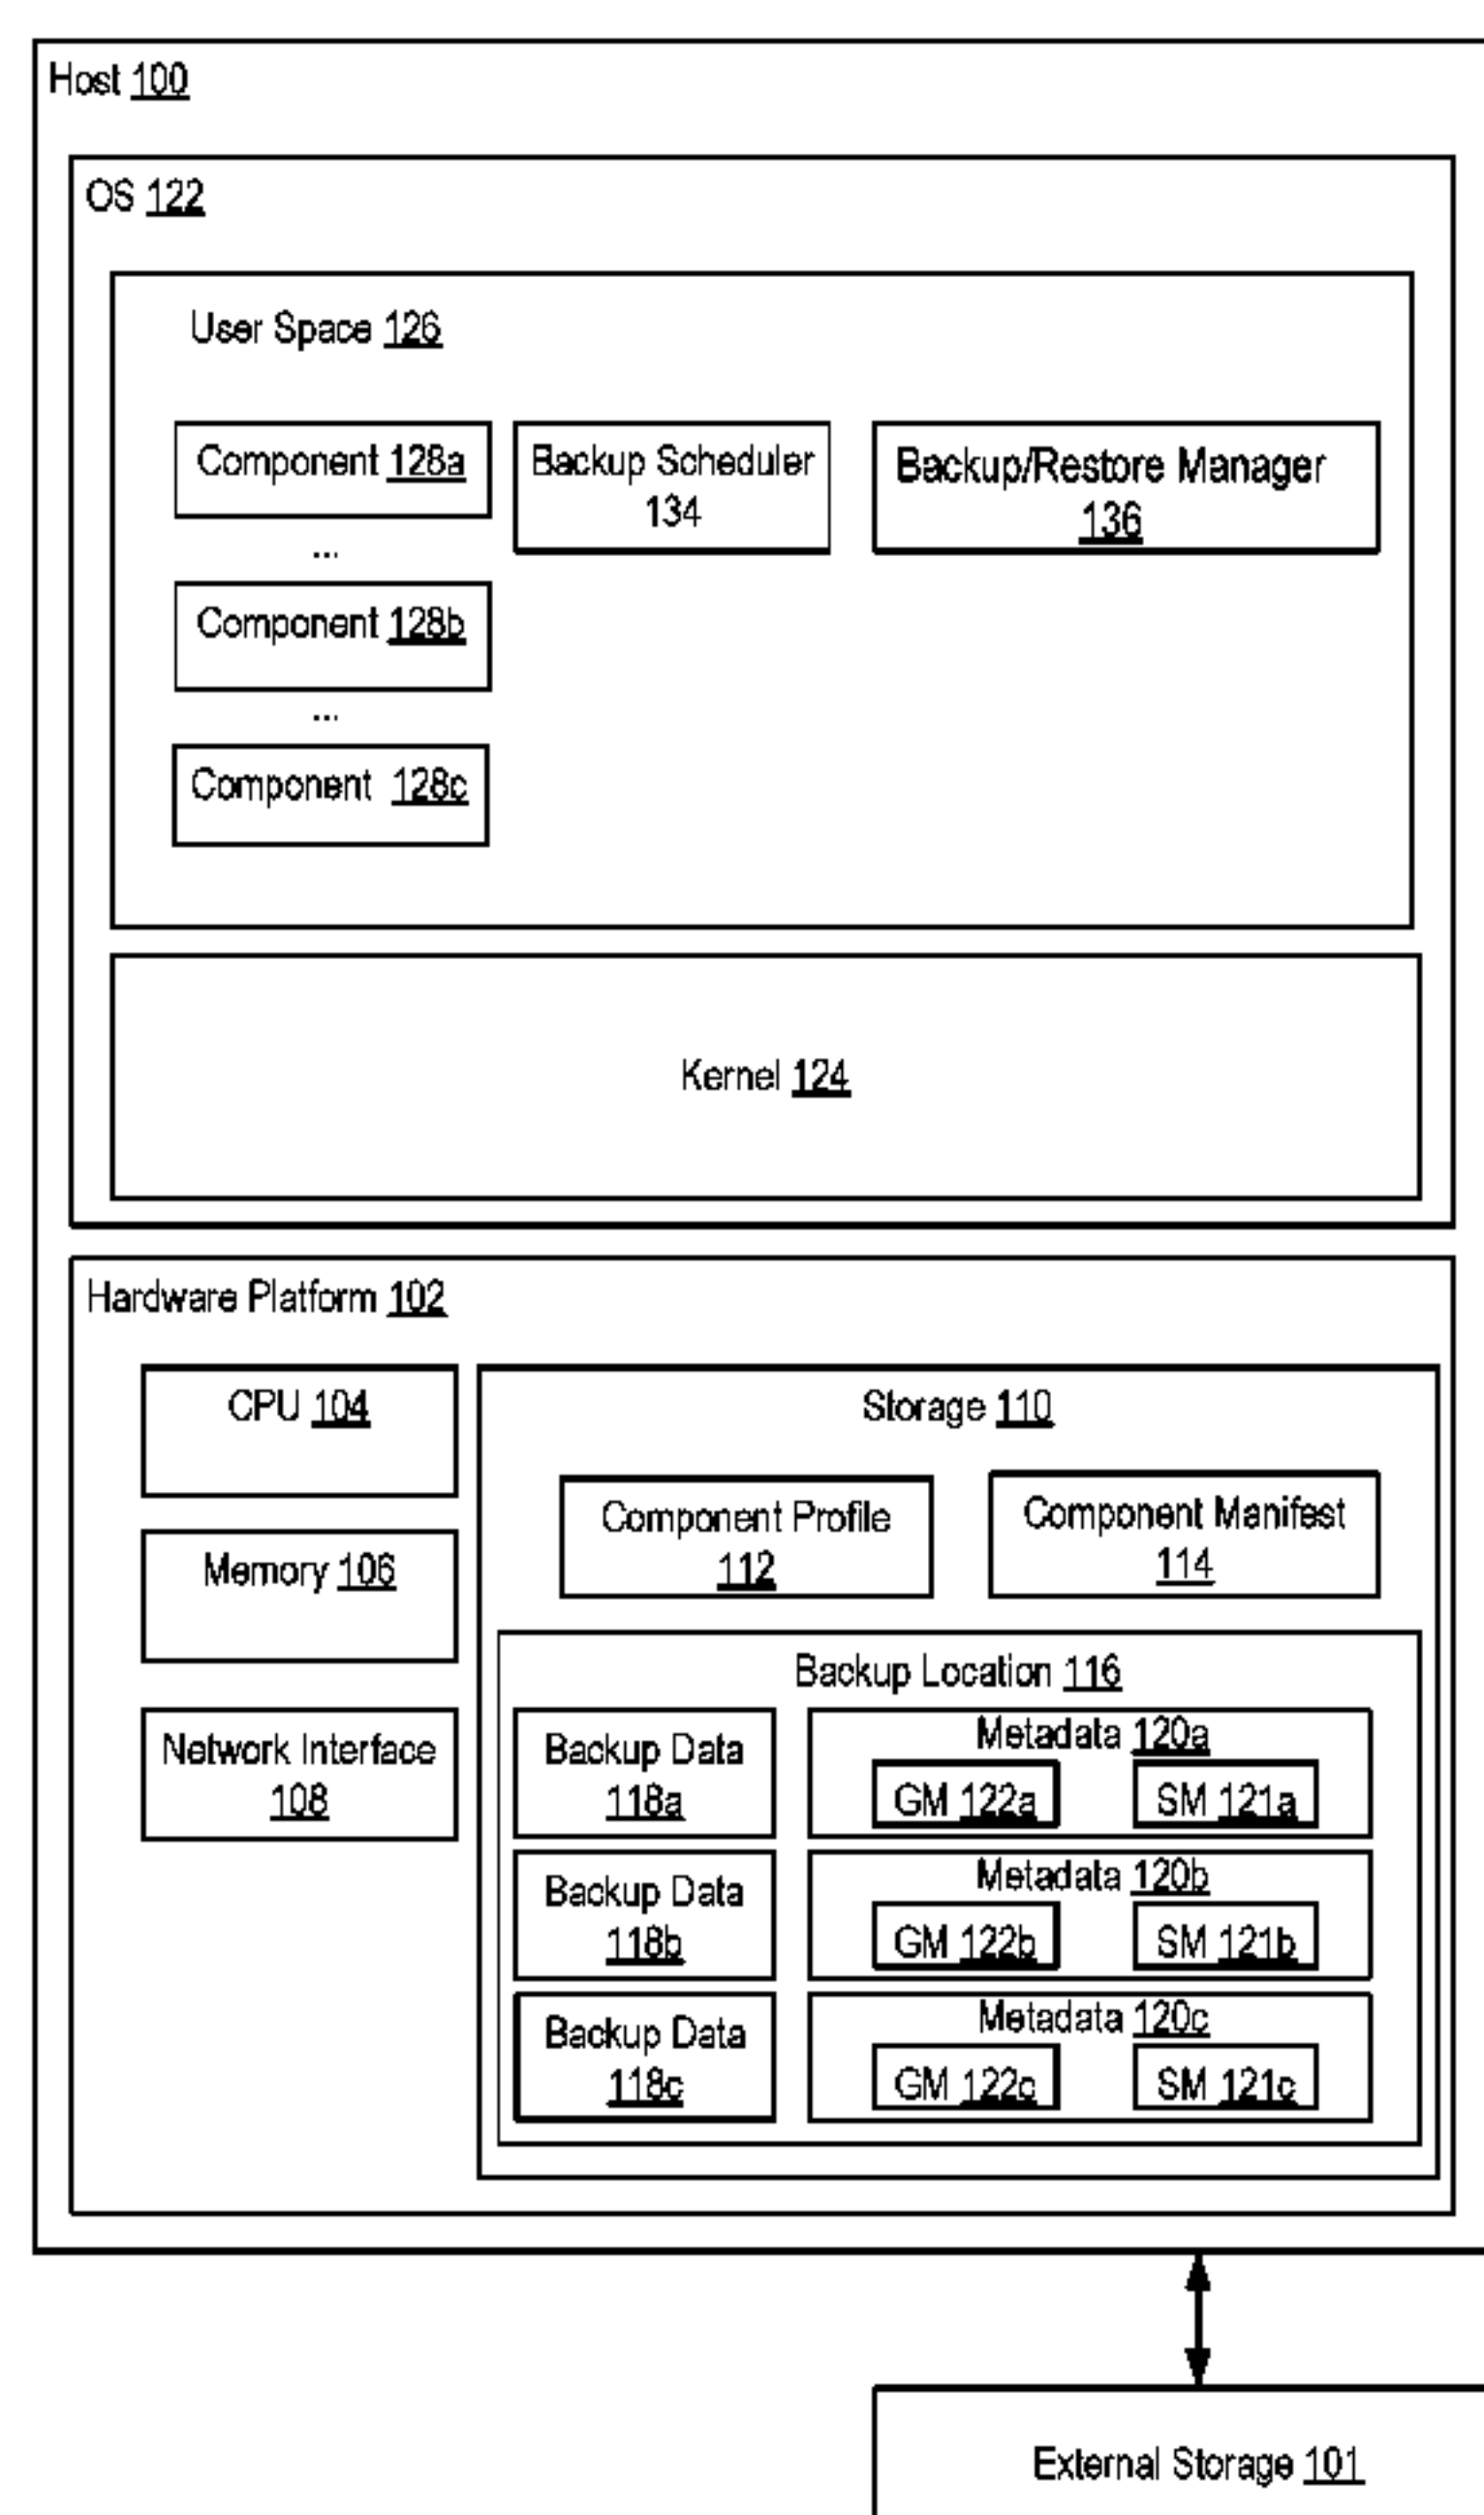 Host 100
OS 122
User Space 126
Component 128a
...
Component 128b
...
Component 128c
Backup Scheduler
134
Backup/Restore Manager
136
Kernel 124
Hardware Platform 102
CPU 104
Memory 106
Network Interface
108
Storage 110
Component Profile
112
Component Manifest
114
Backup Location 116
Backup Data
118a
Metadata 120a
GM 122a
SM 121a
Backup Data
118b
Metadata 120b
GM 122b
SM 121b
Backup Data
118c
Metadata 120c
GM 122c
SM 121c
External Storage 101